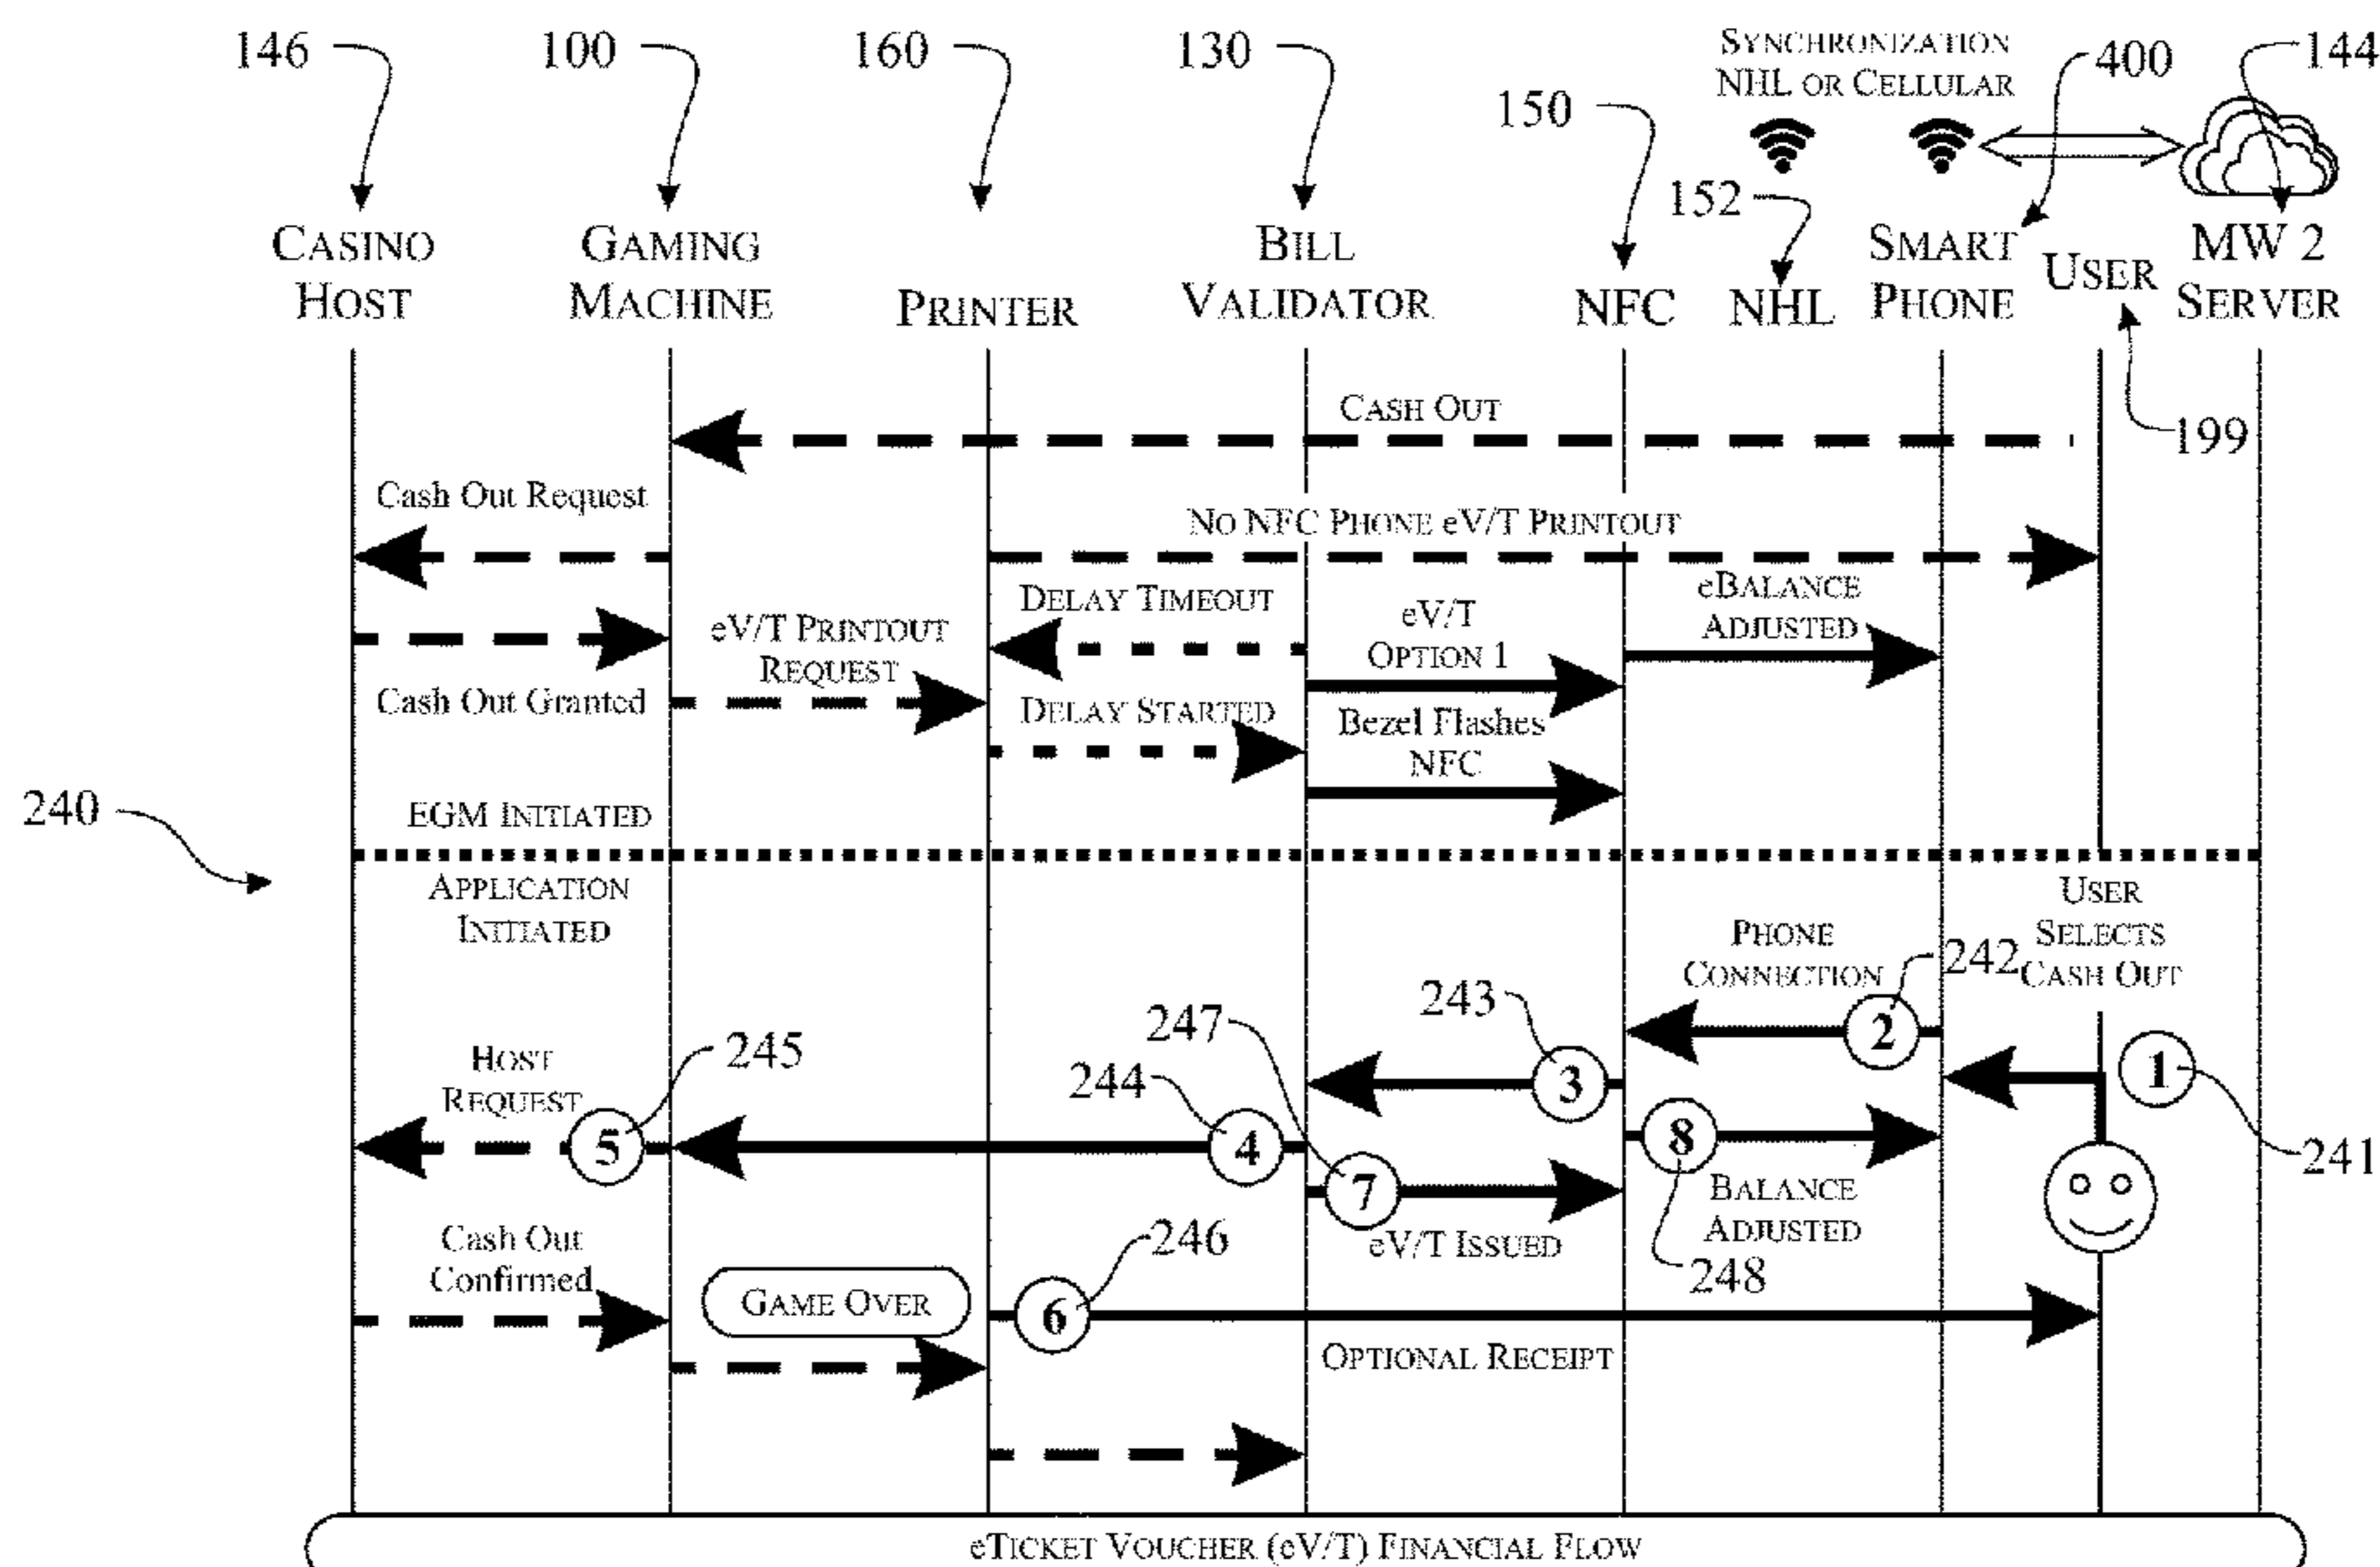 146
100
160
130
SYNCHRONIZATION
NHL OR CELLULAR
400
144
150
152
CASINO
HOST
GAMING
MACHINE
PRINTER
BILL
VALIDATOR
NFC
NHL
SMART
PHONE
USER
MW 2
SERVER
199
CASH OUT
Cash Out Request
NO NFC PHONE eV/T PRINTOUT
DELAY TIMEOUT
eV/T
OPTION 1
eBALANCE
ADJUSTED
eV/T PRINTOUT
REQUEST
Cash Out Granted
DELAY STARTED
Bezel Flashes
NFC
240
EGM INITIATED
APPLICATION
INITIATED
USER
SELECTS
CASH OUT
PHONE
CONNECTION
242
2
243
3
247
1
241
HOST
REQUEST
245
5
244
4
7
8
BALANCE
ADJUSTED
248
eV/T ISSUED
Cash Out
Confirmed
GAME OVER
246
6
OPTIONAL RECEIPT
eTICKET VOUCHER (eV/T) FINANCIAL FLOW